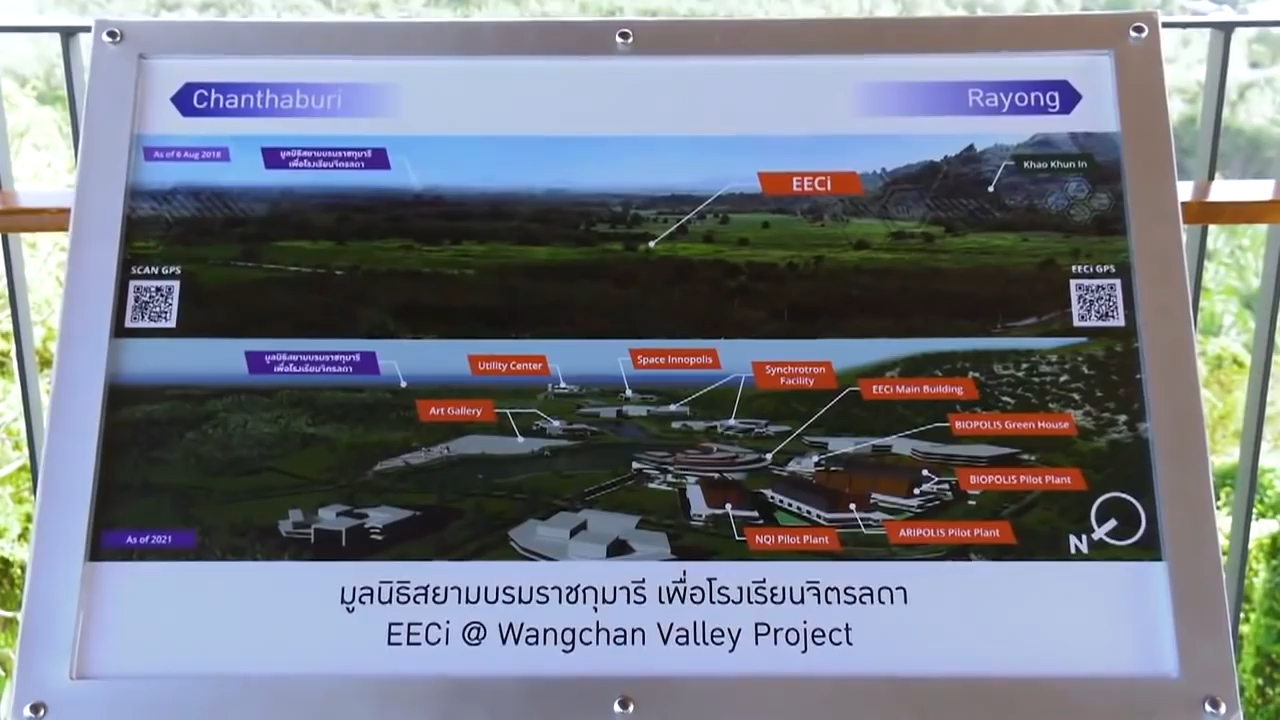 Chanthaburi
Rayong
As of 6 Aug 2018
มูลนิธิสยามบรมราชกุมารี
เพื่อโรงเรียนจิตรลดา
EECi
Khao Khun In
SCAN GPS
EECi GPS
มูลนิธิสยามบรมราชกุมารี
เพื่อโรงเรียนจิตรลดา
Utility Center
Space Innopolis
Synchrotron
Facility
EECi Main Building
Art Gallery
BIOPOLIS Green House
BIOPOLIS Pilot Plant
As of 2021
NQI Pilot Plant
ARIPOLIS Pilot Plant
N
มูลนิธิสยามบรมราชกุมารี เพื่อโรงเรียนจิตรลดา
EECi @ Wangchan Valley Project